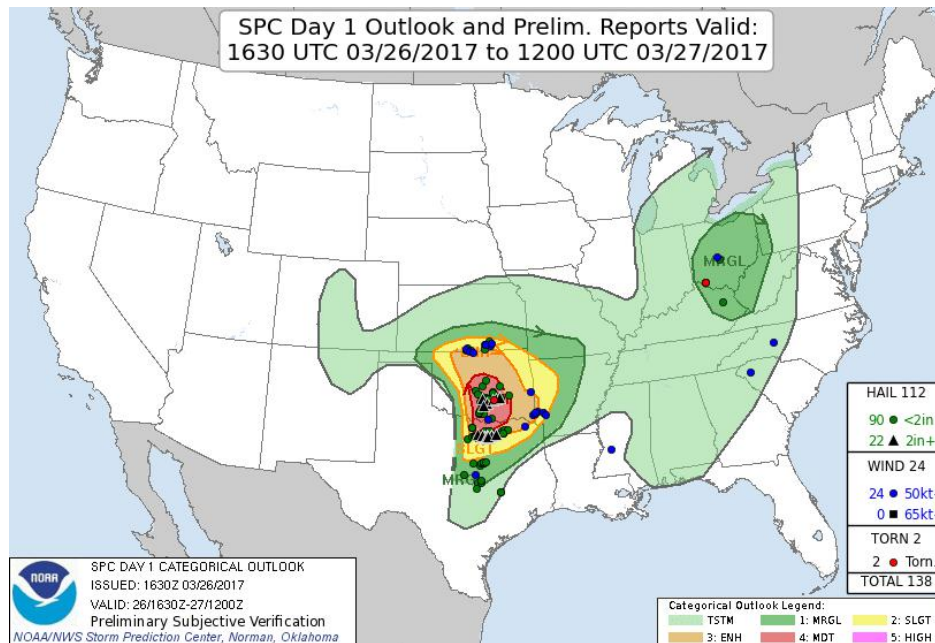 SPC Day 1 Outlook and Prelim. Reports Valid:
1630 UTC 03/26/2017 to 1200 UTC 03/27/2017
MRGL
SLGT
MRGL
HAIL 112
90 <2in
22 2in+
WIND 24
24 50kt
0 65kt
TORN 2
2 Torn.
TOTAL 138
NOAA
SPC DAY 1 CATEGORICAL OUTLOOK
ISSUED: 1630Z 03/26/2017
VALID: 26/1630Z-27/1200Z
Preliminary Subjective Verification
NOAA/NWS Storm Prediction Center, Norman, Oklahoma
Categorical Outlook Legend:
TSTM 1: MRGL 2: SLGT
3: ENH 4: MDT 5: HIGH